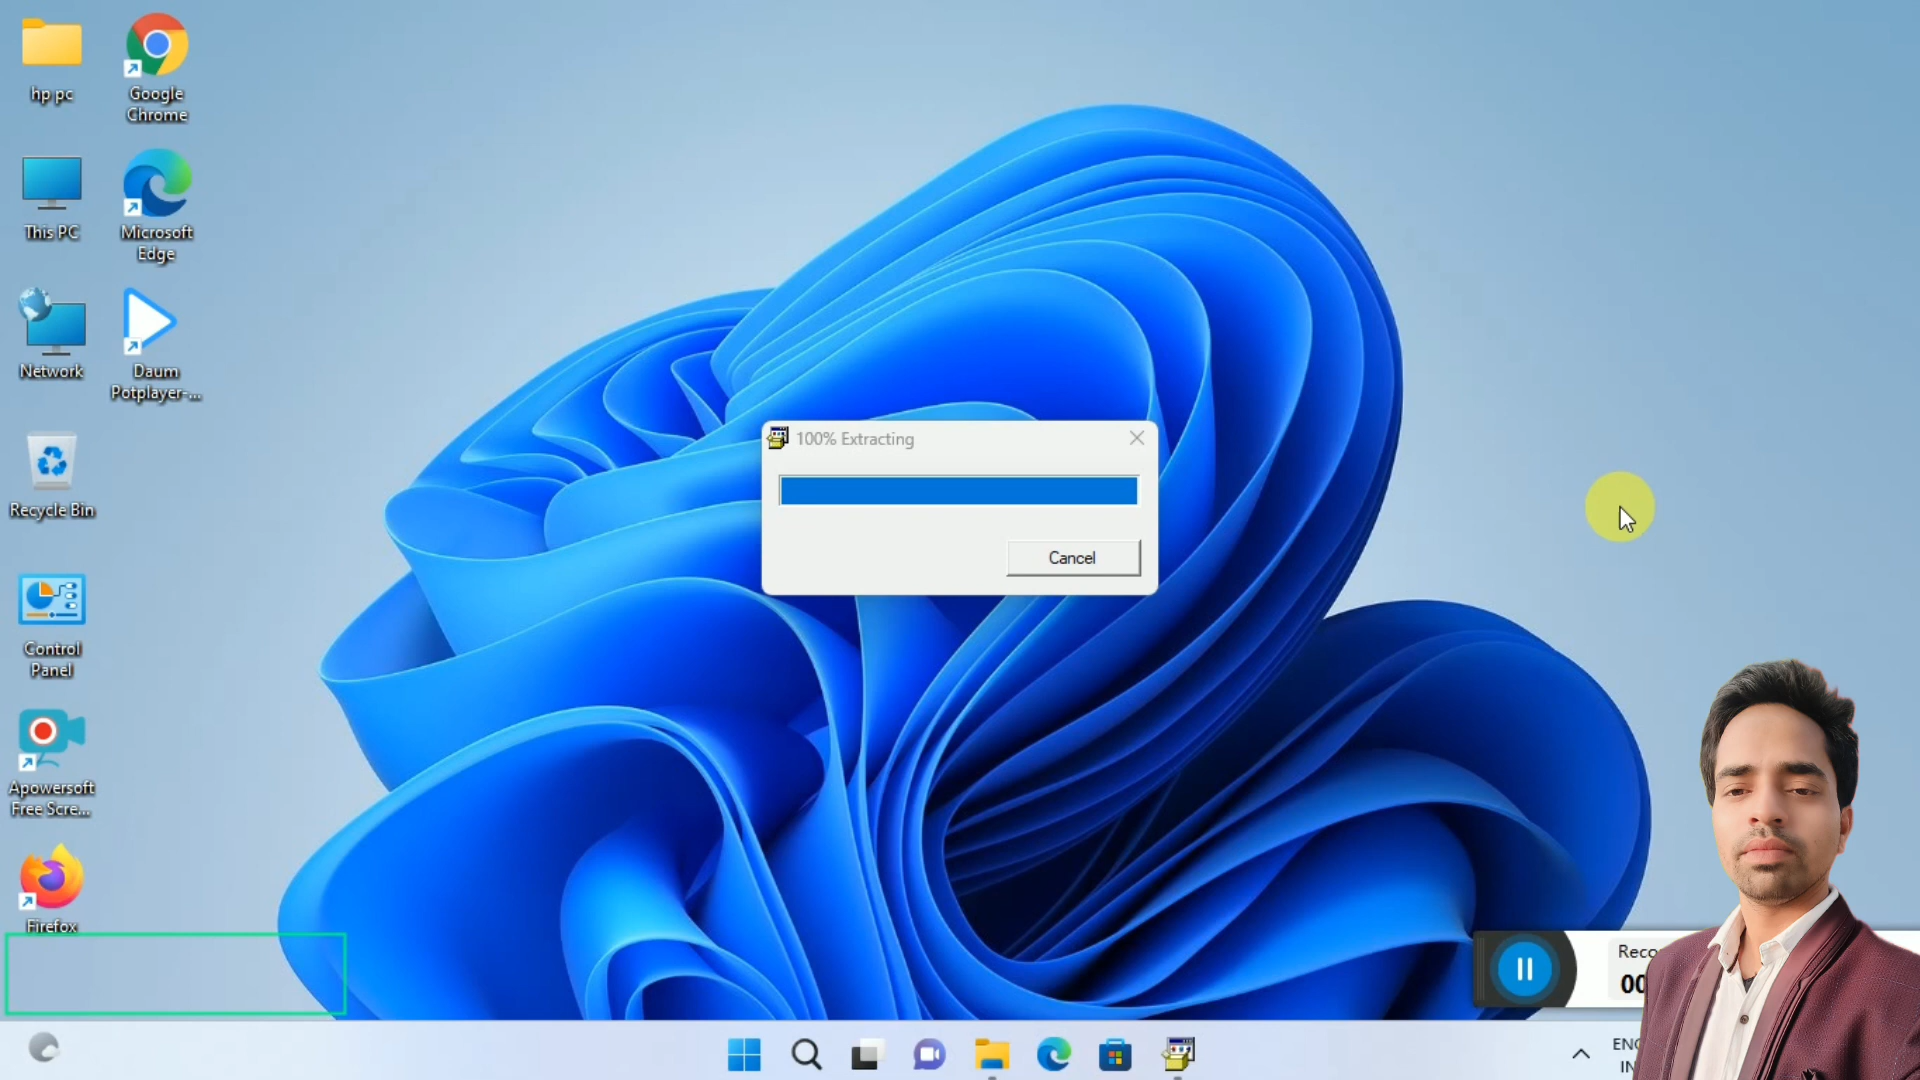 hp pc
Google
Chrome
This PC
Microsoft
Edge
Network
Daum
Potplayer-...
100% Extracting
Cancel
Recycle Bin
Control
Panel
Apowersoft
Free Scre...
Firefox
Reco
00
ENG
IN